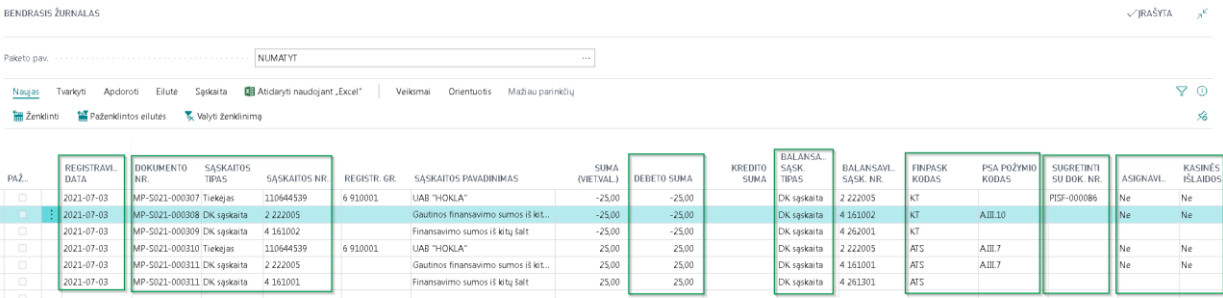 BENDRASIS ŽURNALAS
✓ĮRAŠYTA
Paketo pav. NUMATYT ...
Naujas Tvarkyti Apdoroti Eilutė Sąskaita Atidaryti naudojant „Excel“ Veiksmai Orientuotis Mažiau parinkčių
Ženklinti Paženklintos eilutės Valyti ženklinimą
PAŽ... REGISTRAVI... DATA DOKUMENTO NR. SĄSKAITOS TIPAS SĄSKAITOS NR. REGISTR. GR. SĄSKAITOS PAVADINIMAS SUMA (VIET.VAL.) DEBETO SUMA KREDITO SUMA BALANSA... SĄSK. TIPAS BALANSAVI... SĄSK. NR. FINPASK KODAS PSA POŽYMIO KODAS SUGRETINTI SU DOK. NR. ASIGNAVI... KASINĖS IŠLAIDOS
2021-07-03 MP-S021-000307 Tiekėjas 110644539 6 910001 UAB "HOKLA" -25,00 -25,00 DK sąskaita 2 222005 KT PISF-000086 Ne Ne
2021-07-03 MP-S021-000308 DK sąskaita 2 222005 Gautinos finansavimo sumos iš kit... -25,00 -25,00 DK sąskaita 4 161002 KT A.III.10 Ne Ne
2021-07-03 MP-S021-000309 DK sąskaita 4 161002 Finansavimo sumos iš kitų šalt -25,00 -25,00 DK sąskaita 4 262001 KT
2021-07-03 MP-S021-000310 Tiekėjas 110644539 6 910001 UAB "HOKLA" 25,00 25,00 DK sąskaita 2 222005 ATS A.III.7 Ne Ne
2021-07-03 MP-S021-000311 DK sąskaita 2 222005 Gautinos finansavimo sumos iš kit... 25,00 25,00 DK sąskaita 4 161001 ATS A.III.7 Ne Ne
2021-07-03 MP-S021-000311 DK sąskaita 4 161001 Finansavimo sumos iš kitų šalt 25,00 25,00 DK sąskaita 4 261301 ATS